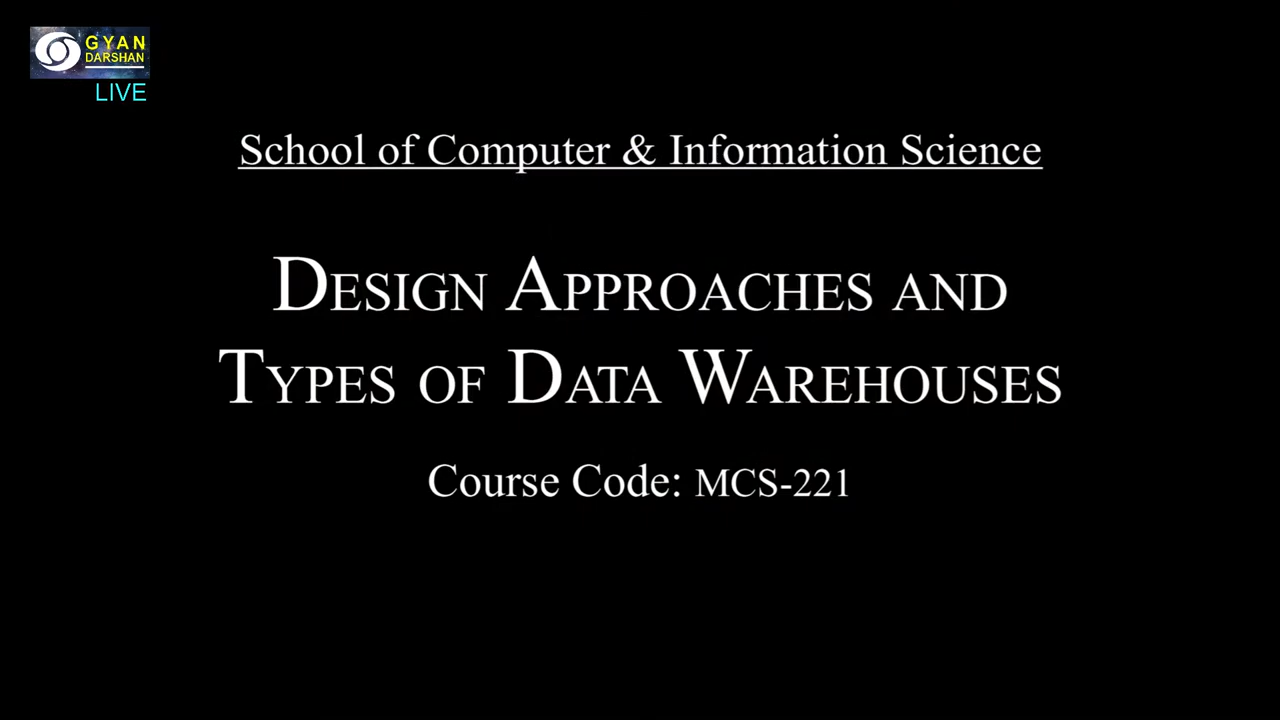 GYAN
DARSHAN
LIVE
School of Computer & Information Science
DESIGN APPROACHES AND
TYPES OF DATA WAREHOUSES
Course Code: MCS-221